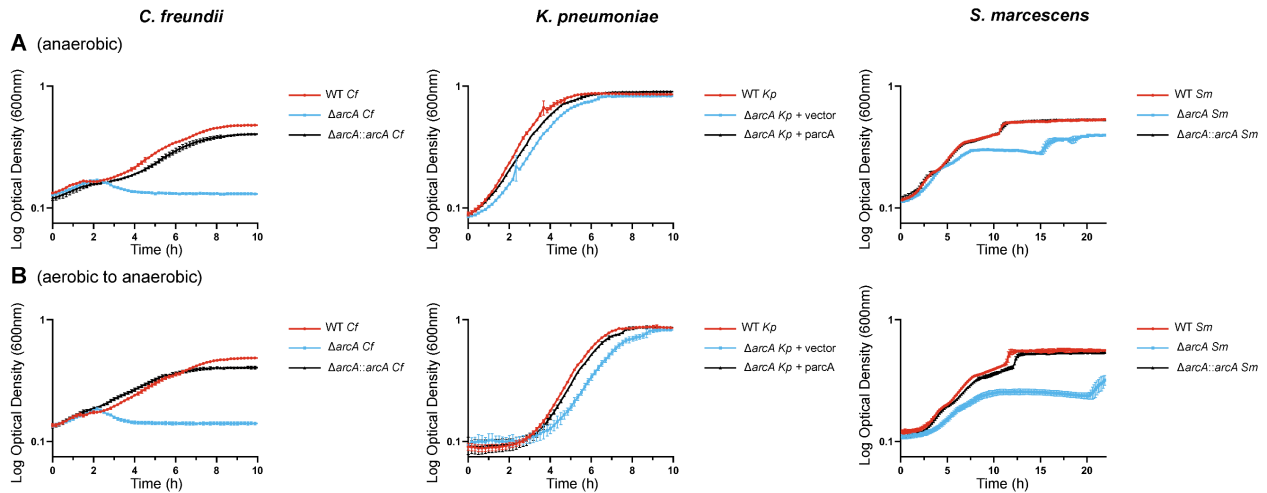 C. freundii
K. pneumoniae
S. marcescens
A (anaerobic)
Log Optical Density (600nm)
1
0.1
0 2 4 6 8 10
Time (h)
WT Cf
ΔarcA Cf
ΔarcA::arcA Cf
Log Optical Density (600nm)
1
0.1
0 2 4 6 8 10
Time (h)
WT Kp
ΔarcA Kp + vector
ΔarcA Kp + parcA
Log Optical Density (600nm)
1
0.1
0 5 10 15 20
Time (h)
WT Sm
ΔarcA Sm
ΔarcA::arcA Sm
B (aerobic to anaerobic)
Log Optical Density (600nm)
1
0.1
0 2 4 6 8 10
Time (h)
WT Cf
ΔarcA Cf
ΔarcA::arcA Cf
Log Optical Density (600nm)
1
0.1
0 2 4 6 8 10
Time (h)
WT Kp
ΔarcA Kp + vector
ΔarcA Kp + parcA
Log Optical Density (600nm)
1
0.1
0 5 10 15 20
Time (h)
WT Sm
ΔarcA Sm
ΔarcA::arcA Sm